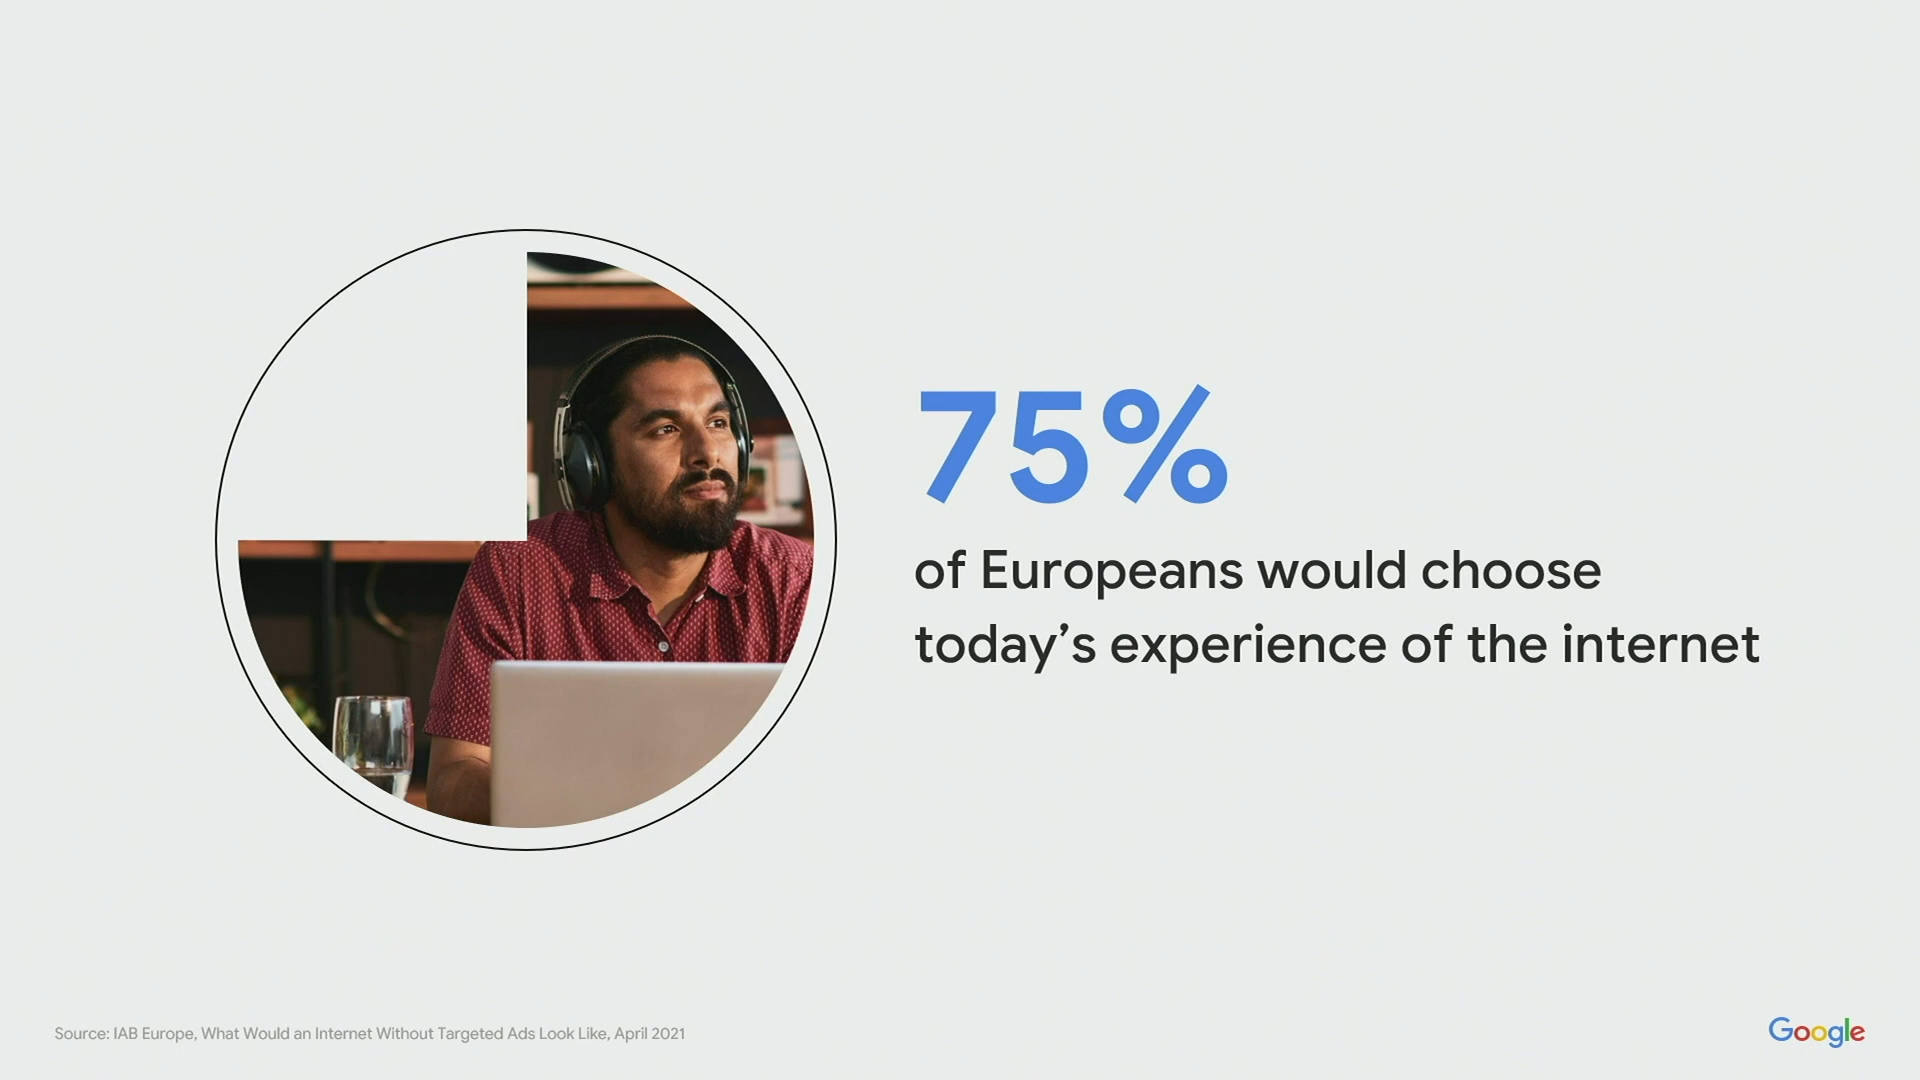 75%
of Europeans would choose
today’s experience of the internet
Source: IAB Europe, What Would an Internet Without Targeted Ads Look Like, April 2021
Google